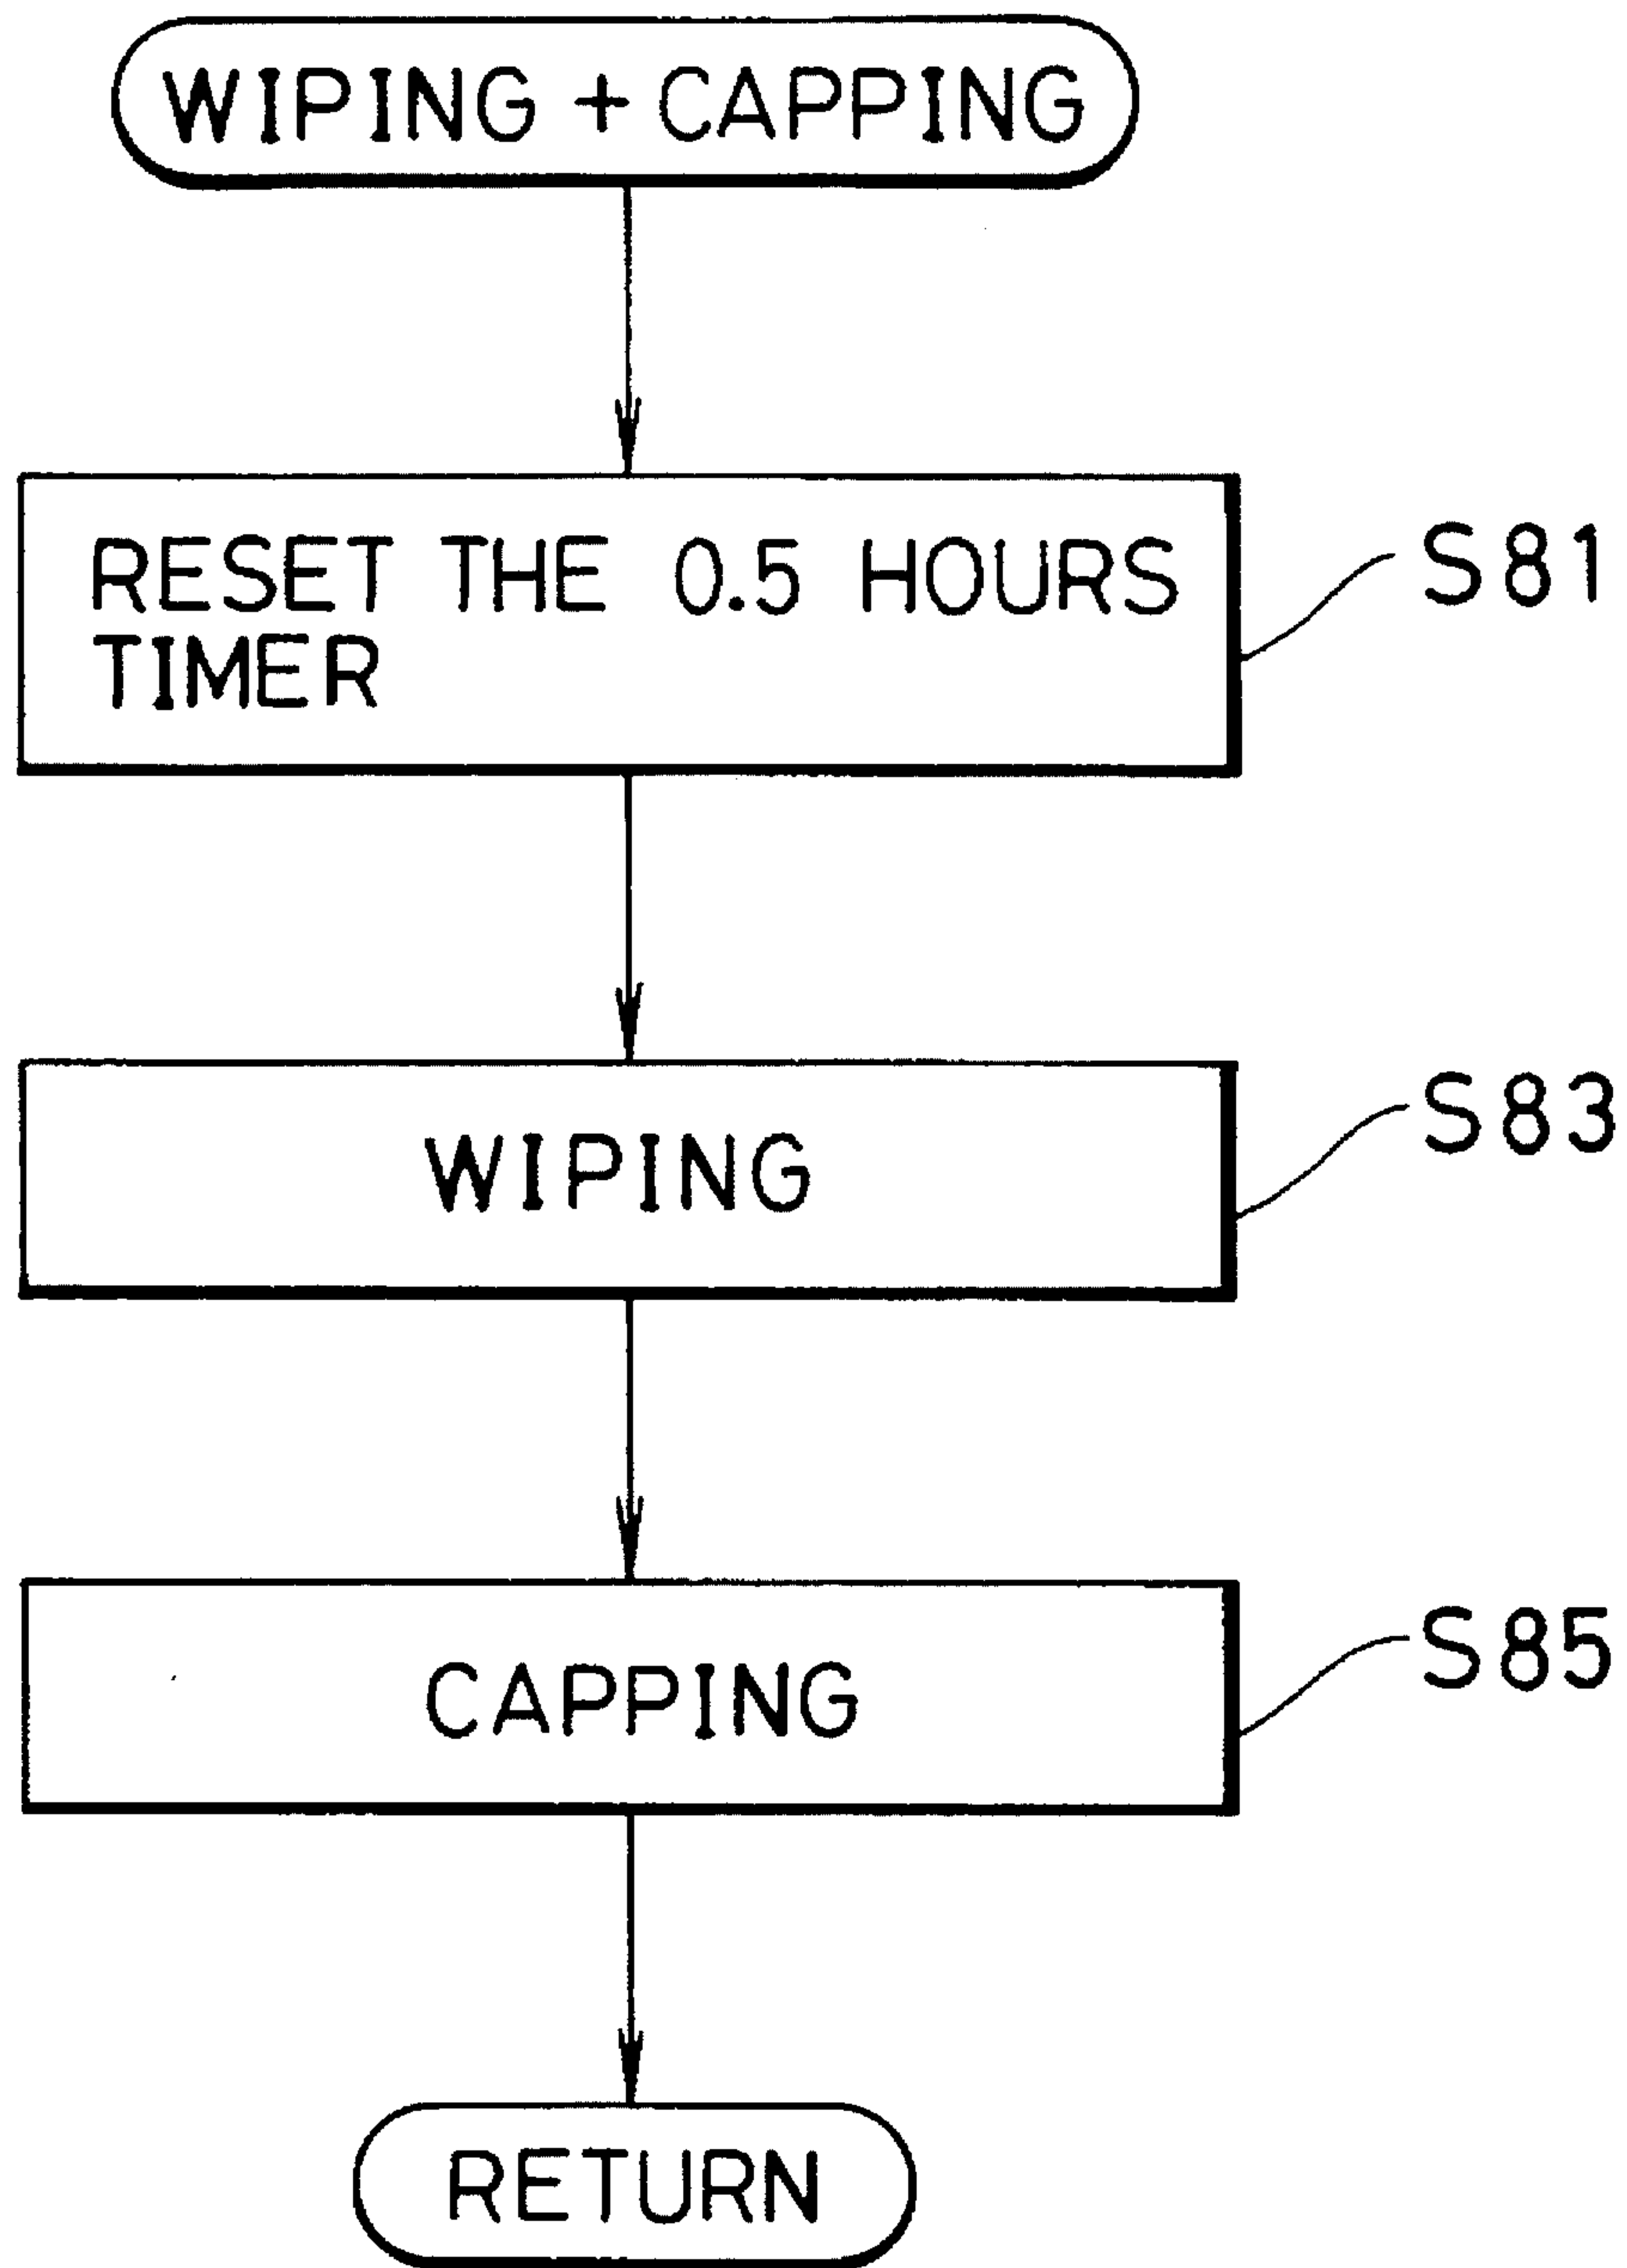 WIPING + CAPPING
RESET THE 0.5 HOURS
TIMER
S81
WIPING
S83
CAPPING
S85
RETURN